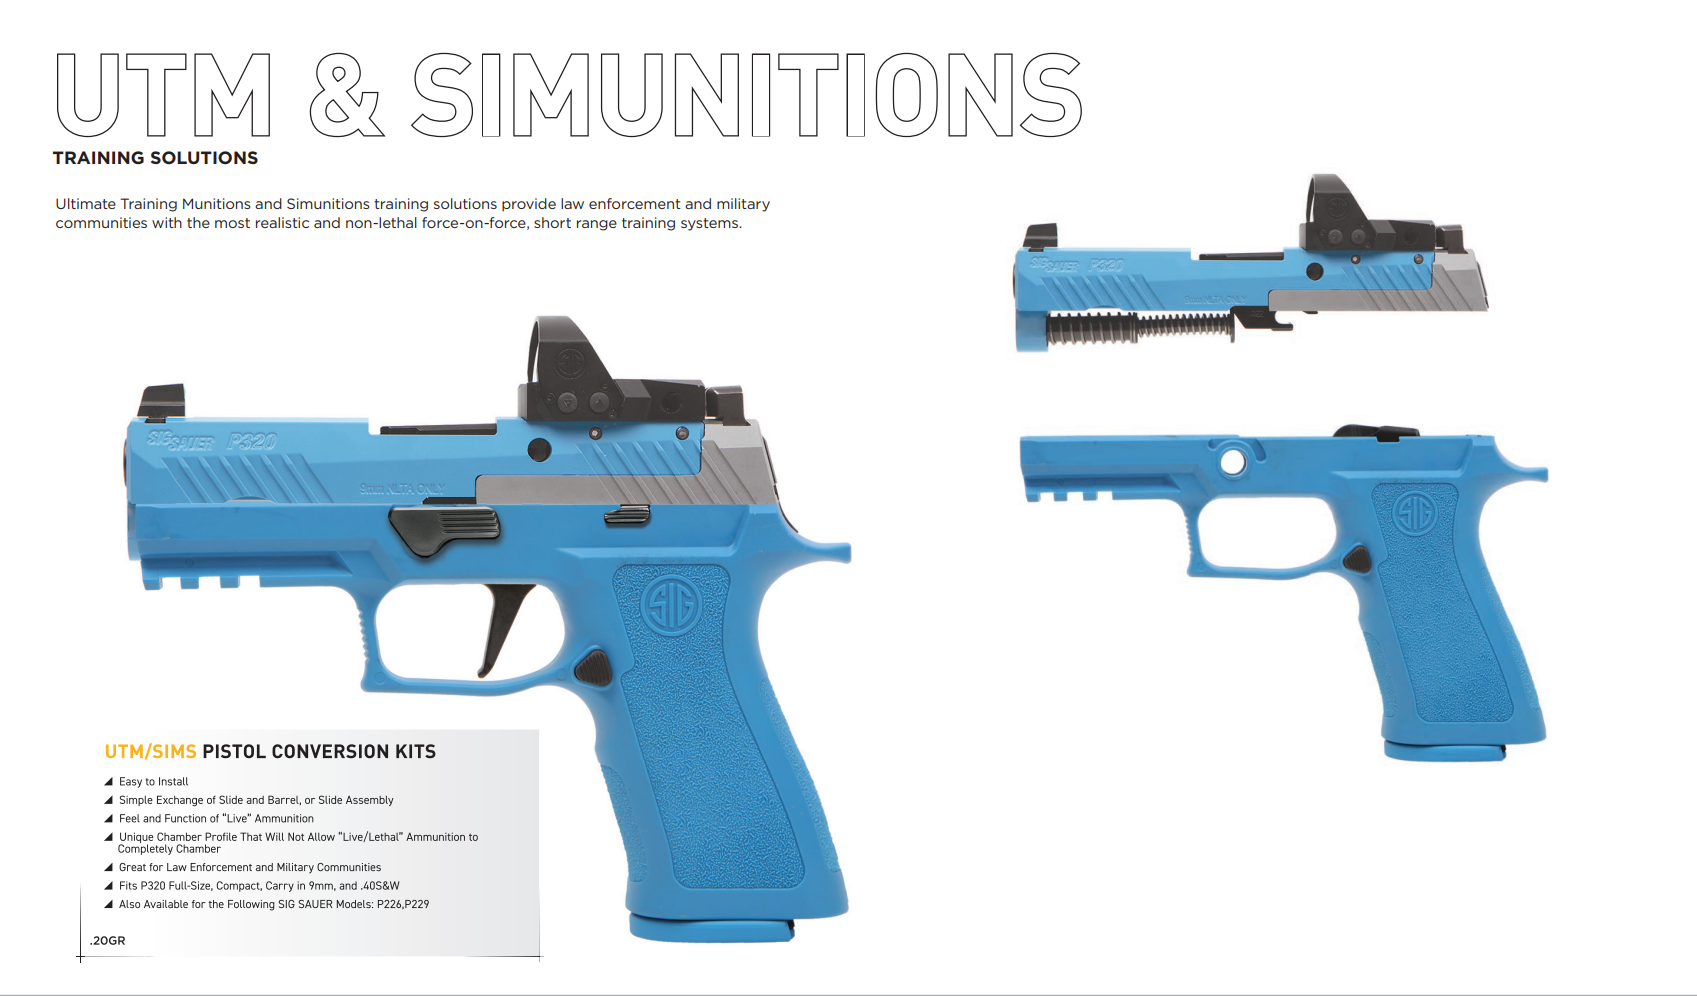 UTM & SIMUNITIONS
TRAINING SOLUTIONS
Ultimate Training Munitions and Simunitions training solutions provide law enforcement and military
communities with the most realistic and non-lethal force-on-force, short range training systems.
SIG SAUER P320
9mm NLTA ONLY
SIG
SIG SAUER P320
9mm NLTA ONLY
SIG
UTM/SIMS PISTOL CONVERSION KITS
Easy to Install
Simple Exchange of Slide and Barrel, or Slide Assembly
Feel and Function of “Live” Ammunition
Unique Chamber Profile That Will Not Allow “Live/Lethal” Ammunition to
Completely Chamber
Great for Law Enforcement and Military Communities
Fits P320 Full-Size, Compact, Carry in 9mm, and .40S&W
Also Available for the Following SIG SAUER Models: P226,P229
.20GR